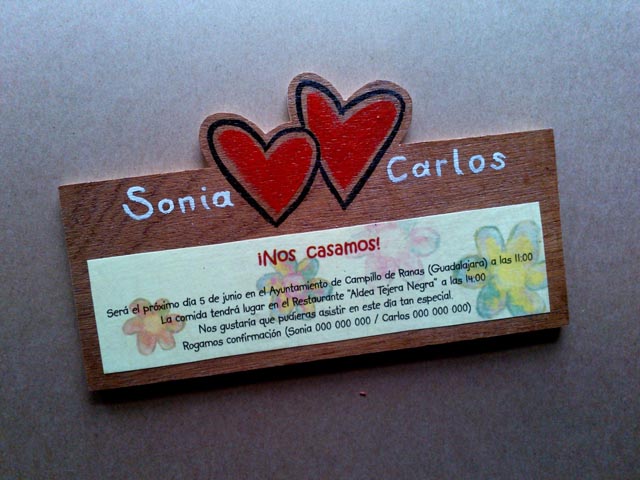 Sonia Carlos
¡Nos casamos!
Será el próximo día 5 de junio en el Ayuntamiento de Campillo de Ranas (Guadalajara) a las 11:00
La comida tendrá lugar en el Restaurante "Aldea Tejera Negra" a las 14:00
Nos gustaría que pudieras asistir en este día tan especial.
Rogamos confirmación (Sonia 000 000 000 / Carlos 000 000 000)